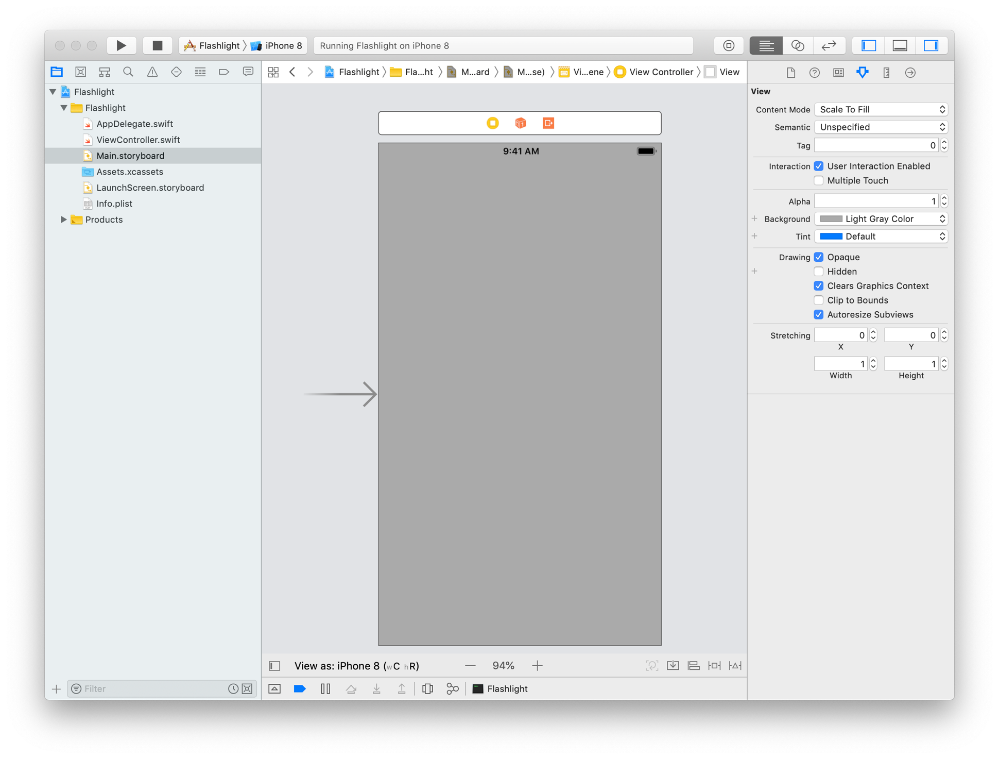 Flashlight 〉 iPhone 8
Running Flashlight on iPhone 8
Flashlight 〉 Fla...ht 〉 M...ard 〉 M...se) 〉 Vi...ene 〉 View Controller 〉 View
Flashlight
Flashlight
AppDelegate.swift
ViewController.swift
Main.storyboard
Assets.xcassets
LaunchScreen.storyboard
Info.plist
Products
Filter
9:41 AM
View as: iPhone 8 (wC hR)
94%
Flashlight
View
Content Mode Scale To Fill
Semantic Unspecified
Tag 0
Interaction User Interaction Enabled
Multiple Touch
Alpha 1
Background Light Gray Color
Tint Default
Drawing Opaque
Hidden
Clears Graphics Context
Clip to Bounds
Autoresize Subviews
Stretching 0 0
X Y
1 1
Width Height